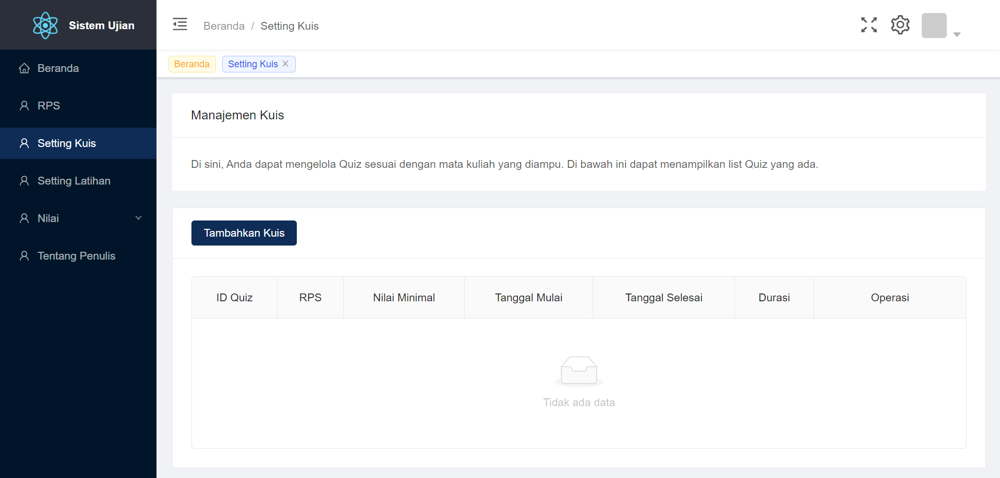 Sistem Ujian
Beranda / Setting Kuis
Beranda
Setting Kuis
Beranda
RPS
Setting Kuis
Setting Latihan
Nilai
Tentang Penulis
Manajemen Kuis
Di sini, Anda dapat mengelola Quiz sesuai dengan mata kuliah yang diampu. Di bawah ini dapat menampilkan list Quiz yang ada.
Tambahkan Kuis
ID Quiz RPS Nilai Minimal Tanggal Mulai Tanggal Selesai Durasi Operasi
Tidak ada data